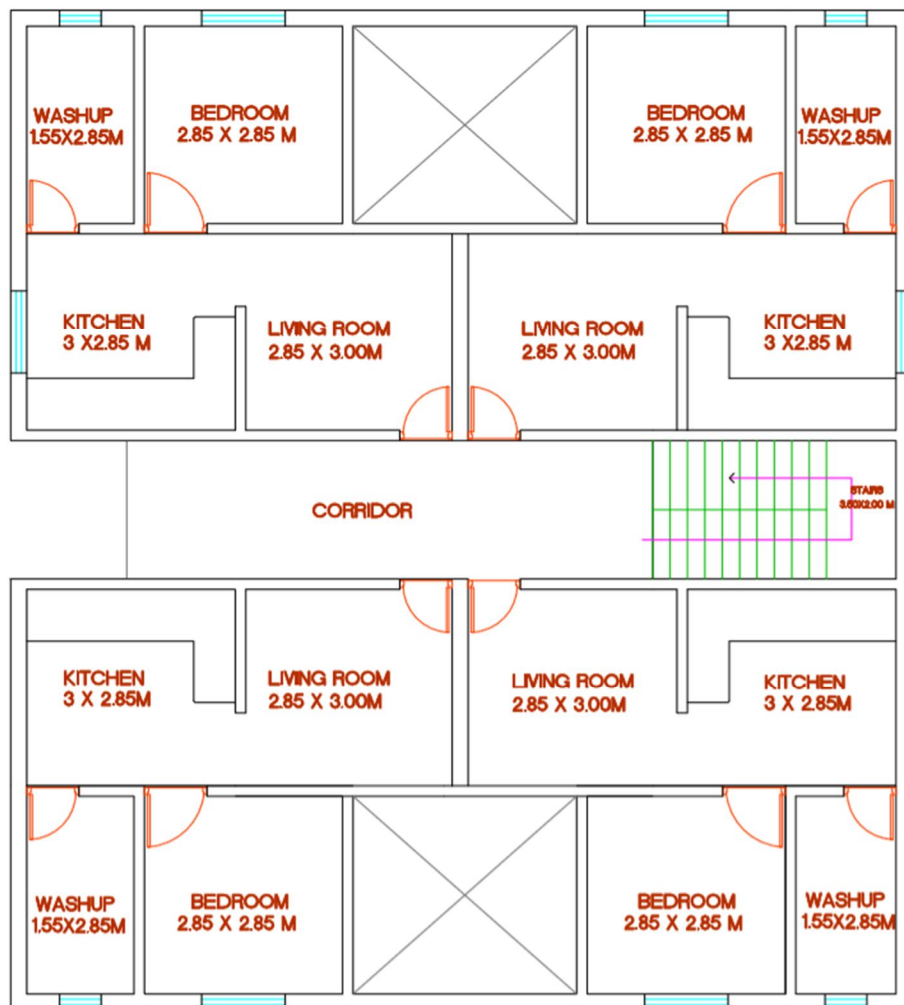 WASHUP
1.55X2.85M
BEDROOM
2.85 X 2.85 M
BEDROOM
2.85 X 2.85 M
WASHUP
1.55X2.85M
KITCHEN
3 X2.85 M
LIVING ROOM
2.85 X 3.00M
LIVING ROOM
2.85 X 3.00M
KITCHEN
3 X2.85 M
CORRIDOR
STAIRS
3.60X2.00 M
KITCHEN
3 X 2.85M
LIVING ROOM
2.85 X 3.00M
LIVING ROOM
2.85 X 3.00M
KITCHEN
3 X 2.85M
WASHUP
1.55X2.85M
BEDROOM
2.85 X 2.85 M
BEDROOM
2.85 X 2.85 M
WASHUP
1.55X2.85M